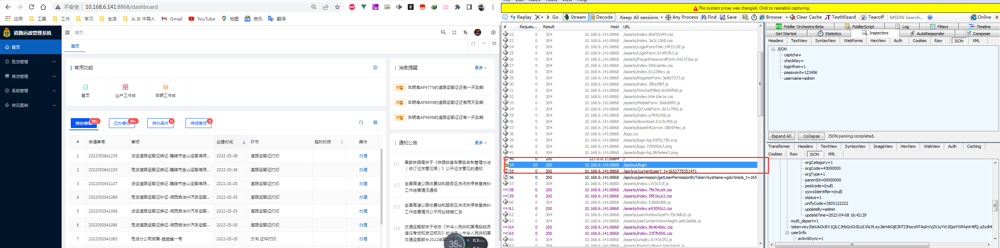 不安全 | 10.168.6.141:8868/dashboard
应用 工具 工作 学习 生活 从 IE 中导入 Gmail YouTube 地图 资讯 翻译
道路运政管理系统
首页
危货管理
普货管理
系统管理
常见案例
首页
首页
常用功能
首页 业户工作台 车辆工作台
待办事项 99+ 已办事项 99+ 待办函件 0 待阅事项 0
# 申请单号 事项 创建时间 环节 超时时限 操作
1 2022050641209 货运道路运输证换证-醴陵市金山运输有限... 2022-05-06 道路运输证打印 办理
2 2022050641150 危货道路运输证换证-醴陵市金山运输有限... 2022-05-06 道路运输证打印 办理
3 2022050541107 货运道路运输证换证-醴陵市金山运输有限... 2022-05-05 道路运输证打印 办理
4 2022050541089 危货道路运输证补证-湘西自治州汽车运输... 2022-05-05 道路运输证打印 办理
5 2022050541088 货运道路运输证换证-湘西自治州汽车运输... 2022-05-05 道路运输证打印 办理
6 2022050541086 危货道路运输证换证-湘西自治州汽车运输... 2022-05-05 道路运输证打印 办理
7 2022050541085 危货分公司报备-脆脆鲨一号 2022-05-05 文书,证件打印 办理
消息提醒 更多 >
预警 车辆粤AF4775的道路运输证还有一天到期
预警 车辆粤AF8899的道路运输证还有两天到期
预警 车辆粤AF9898的道路运输证还有一天到期
通知公告 更多 >
01 国家铁路局关于《铁路旅客车票实名制管理办法
（修订征求意见稿）》公开征求意见的通知
02 全国高速公路收费站和服务区关闭关停自查自纠
工作进展情况通报
03 全国高速公路收费站和服务区关闭关停自查自纠
工作进展情况公示网址链接汇总
04 交通运输部关于修改《中华人民共和国海船船员
适任考试和发证规则》的决定（中华人民共和国
交通运输部令2022年第
35%
0.3K/s
File Edit Rules Tools View Help
The system proxy was changed. Click to reenable capturing.
Replay Go Stream Decode Keep: All sessions Any Process Find Save Browse Clear Cache TextWizard Tearoff MSDN Search... Online
# Reques... Result Host URL
22 0 304 10.168.6.141:8868 /assets/index.86d55544.css
23 0 304 10.168.6.141:8868 /assets/index.3a3c1369.css
24 0 304 10.168.6.141:8868 /assets/LoginFormTitle.24f1519f.js
25 0 304 10.168.6.141:8868 /assets/LoginForm.914f07b3.js
26 0 304 10.168.6.141:8868 /assets/ForgetPasswordForm.9421f1ba.js
27 0 304 10.168.6.141:8868 /assets/index.950cae9e.css
28 0 304 10.168.6.141:8868 /assets/index.81229bcc.js
29 0 304 10.168.6.141:8868 /assets/RegisterForm.3e8d7373.js
30 0 304 10.168.6.141:8868 /assets/index.3fba5fbf.js
31 0 304 10.168.6.141:8868 /assets/WechatFilled.8c690fdd.js
32 0 304 10.168.6.141:8868 /assets/index.b9e1de1a.css
33 0 304 10.168.6.141:8868 /assets/MobileForm.366e88f0.js
34 0 304 10.168.6.141:8868 /assets/QrCodeForm.3e317f66.js
35 0 304 10.168.6.141:8868 /assets/index.a7942436.js
36 0 304 10.168.6.141:8868 /assets/download.61c5c495.js
37 0 304 10.168.6.141:8868 /assets/base64Conver.08b9f4ec.js
38 0 304 10.168.6.141:8868 /logo.ico
39 0 304 10.168.6.141:8868 /assets/login-bg.b9f5c736.svg
40 0 304 10.168.6.141:8868 /assets/logo.729990a7.png
41 0 304 10.168.6.141:8868 /assets/login-bg.8bfa4ee2.png
49 0 200 127.0.0.1:10884 /
54 83 200 10.168.6.141:8868 /api/sys/login
55 0 200 10.168.6.141:8868 /api/sys/currentUser?_t=1652775351471
56 0 200 10.168.6.141:8868 /api/sys/permission/getUserPermissionByToken?sysName=gdcrtmis&_t=165
57 0 304 10.168.6.141:8868 /assets/index.c7c5c51f.js
58 0 200 10.168.6.141:8868 /assets/index.7fe7eca9.css
59 0 200 10.168.6.141:8868 /assets/index.5f816ca3.css
60 0 304 10.168.6.141:8868 /assets/index.51b6bd88.js
61 0 200 10.168.6.141:8868 /assets/index.e930fcb2.css
62 0 304 10.168.6.141:8868 /assets/useWindowSizeFn.f5c4db2c.js
63 0 304 10.168.6.141:8868 /assets/useContentViewHeight.ad63a8de.js
64 0 200 10.168.6.141:8868 /assets/index.9b4640ec.css
65 0 200 10.168.6.141:8868 /assets/index.33f7b906.css
66 0 304 10.168.6.141:8868 /assets/uniqBy.014163f2.js
67 0 304 10.168.6.141:8868 /assets/RedoOutlined.6decb6a6.js
FO Fiddler Orchestra Beta FiddlerScript Log Filters Timeline
Get Started Statistics Inspectors AutoResponder Composer
Headers TextView SyntaxView WebForms HexView Auth Cookies Raw JSON XML
JSON
captcha=
checkKey=
loginfrom=1
password=123456
username=admin
Expand All Collapse JSON parsing completed.
Transformer Headers TextView SyntaxView ImageView HexView WebView Auth Caching
Cookies Raw JSON XML
orgCategory=1
orgCode=43000000
orgType=1
parentId=00000000
postcode=(null)
qywxIdentifier=(null)
status=1
unifyCode=3505122222
updateBy=admin
updateTime=2022-04-08 16:42:29
multi_depart=1
userInfo
activitiSync=1